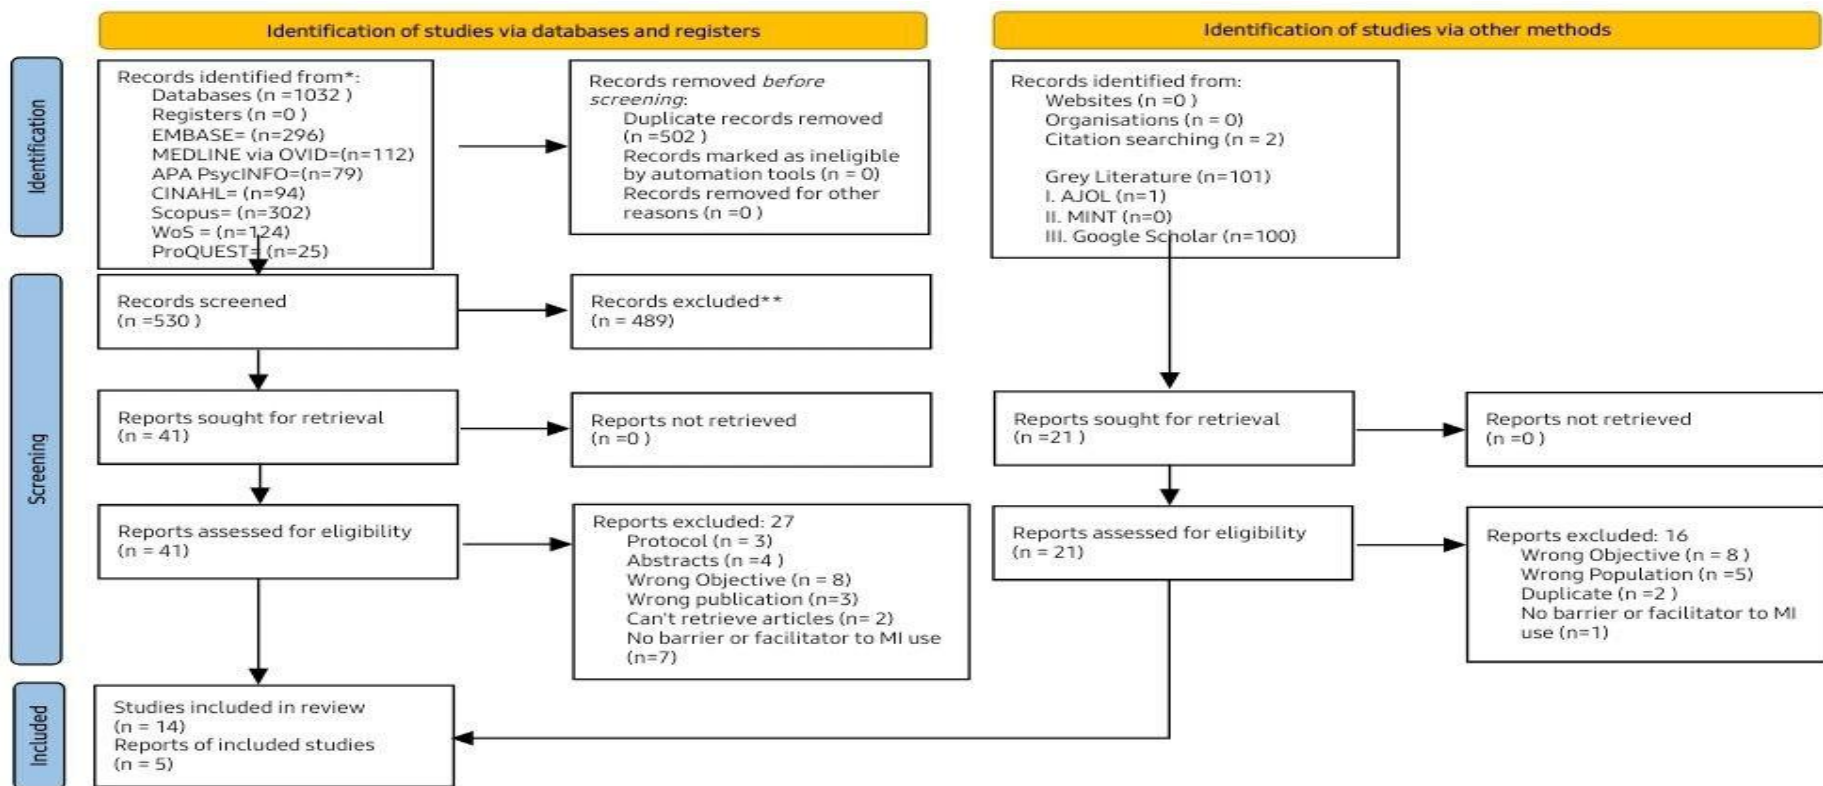 Identification of studies via databases and registers
Identification of studies via other methods
Identification
Records identified from*:
Databases (n =1032 )
Registers (n =0 )
EMBASE= (n=296)
MEDLINE via OVID=(n=112)
APA PsycINFO=(n=79)
CINAHL= (n=94)
Scopus= (n=302)
WoS = (n=124)
ProQUEST= (n=25)
Records removed before
screening:
Duplicate records removed
(n =502 )
Records marked as ineligible
by automation tools (n = 0)
Records removed for other
reasons (n =0 )
Records identified from:
Websites (n =0 )
Organisations (n = 0)
Citation searching (n = 2)
Grey Literature (n=101)
I. AJOL (n=1)
II. MINT (n=0)
III. Google Scholar (n=100)
Screening
Records screened
(n =530 )
Records excluded**
(n = 489)
Reports sought for retrieval
(n = 41)
Reports not retrieved
(n =0 )
Reports sought for retrieval
(n =21 )
Reports not retrieved
(n =0 )
Reports assessed for eligibility
(n = 41)
Reports excluded: 27
Protocol (n = 3)
Abstracts (n =4 )
Wrong Objective (n = 8)
Wrong publication (n=3)
Can't retrieve articles (n= 2)
No barrier or facilitator to MI use
(n=7)
Reports assessed for eligibility
(n = 21)
Reports excluded: 16
Wrong Objective (n = 8 )
Wrong Population (n =5)
Duplicate (n =2 )
No barrier or facilitator to MI
use (n=1)
Included
Studies included in review
(n = 14)
Reports of included studies
(n = 5)